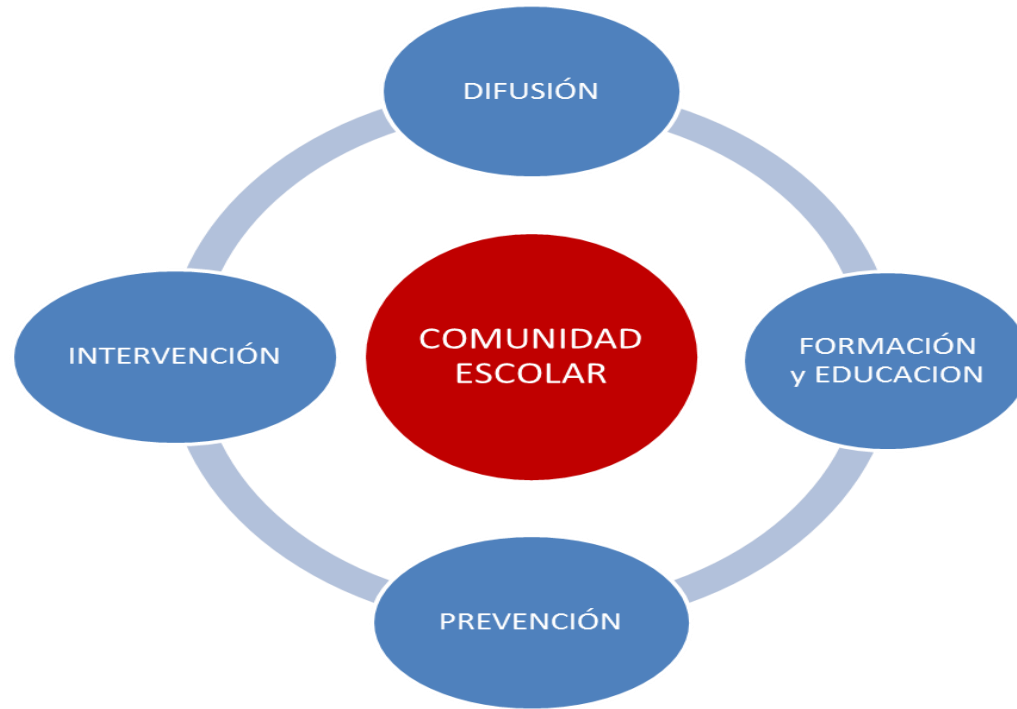 DIFUSIÓN
COMUNIDAD
ESCOLAR
INTERVENCIÓN
FORMACIÓN
y EDUCACION
PREVENCIÓN